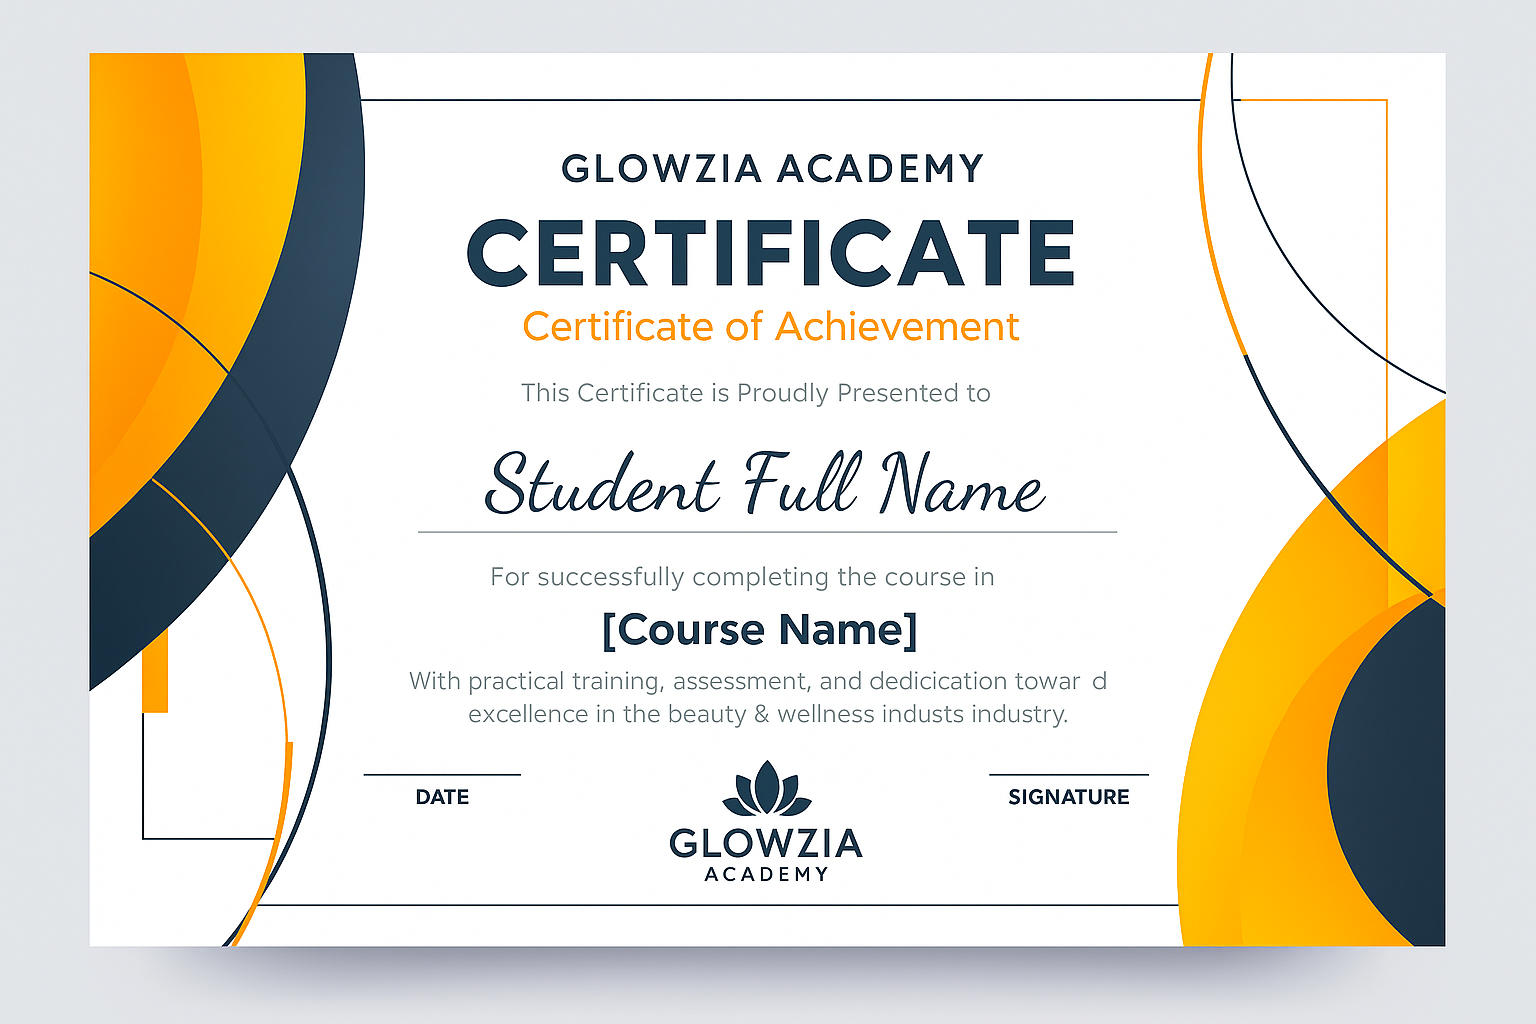 GLOWZIA ACADEMY
CERTIFICATE
Certificate of Achievement
This Certificate is Proudly Presented to
Student Full Name
For successfully completing the course in
[Course Name]
With practical training, assessment, and dedicication towar d
excellence in the beauty & wellness industs industry.
DATE
SIGNATURE
GLOWZIA
ACADEMY